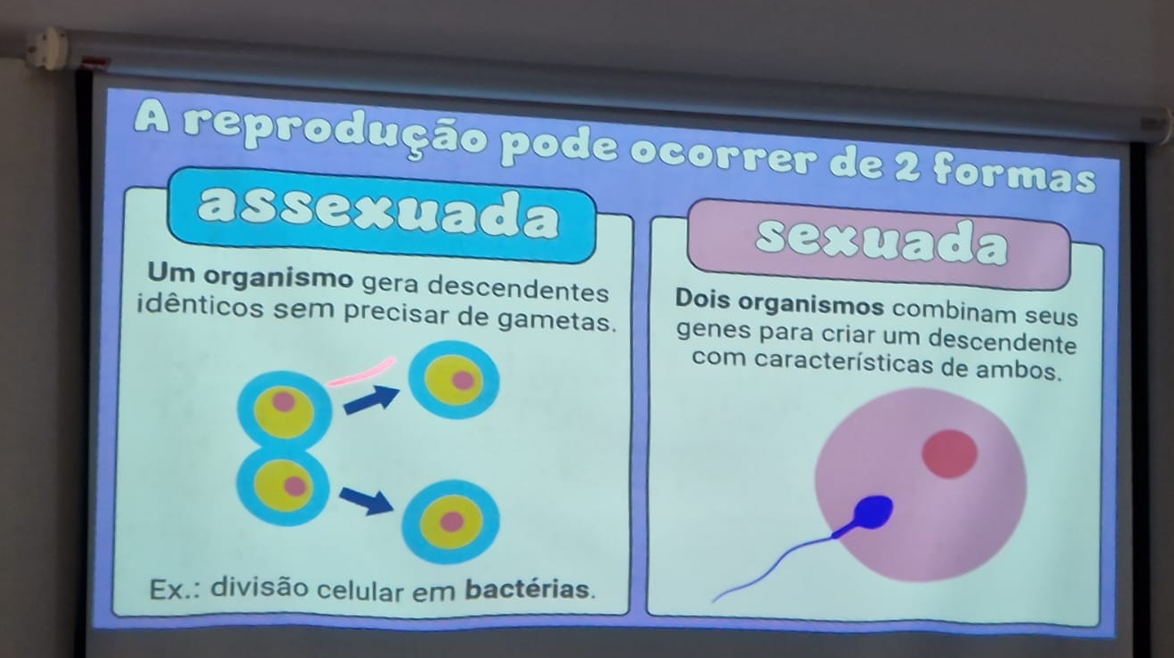 A reprodução pode ocorrer de 2 formas
assexuada
Um organismo gera descendentes
idênticos sem precisar de gametas.
Ex.: divisão celular em bactérias.
sexuada
Dois organismos combinam seus
genes para criar um descendente
com características de ambos.